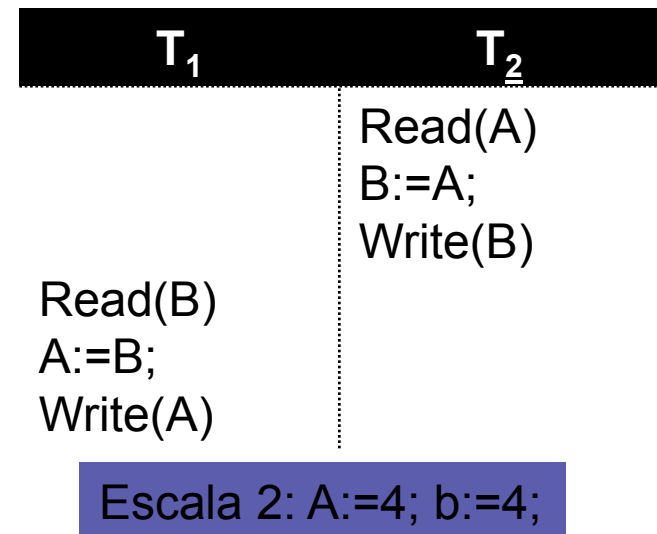 T1 T2
Read(A)
B:=A;
Write(B)
Read(B)
A:=B;
Write(A)
Escala 2: A:=4; b:=4;